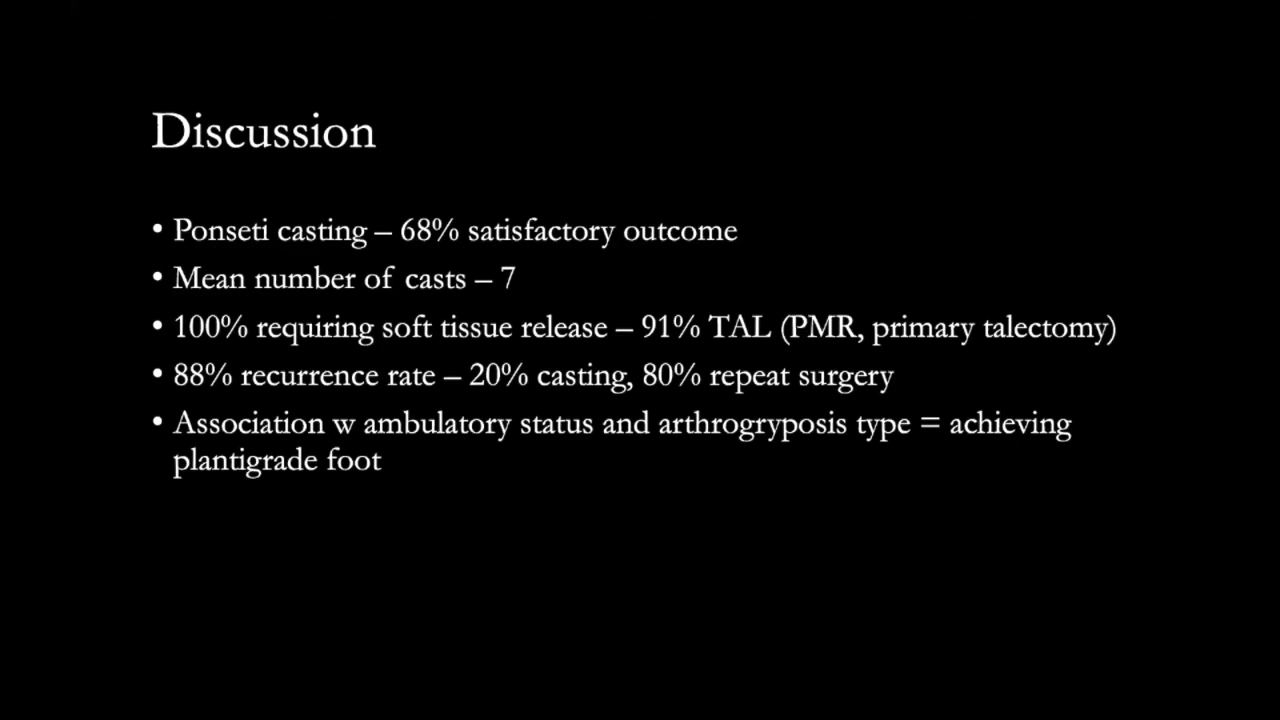 Discussion
• Ponseti casting – 68% satisfactory outcome
• Mean number of casts – 7
• 100% requiring soft tissue release – 91% TAL (PMR, primary talectomy)
• 88% recurrence rate – 20% casting, 80% repeat surgery
• Association w ambulatory status and arthrogryposis type = achieving
plantigrade foot